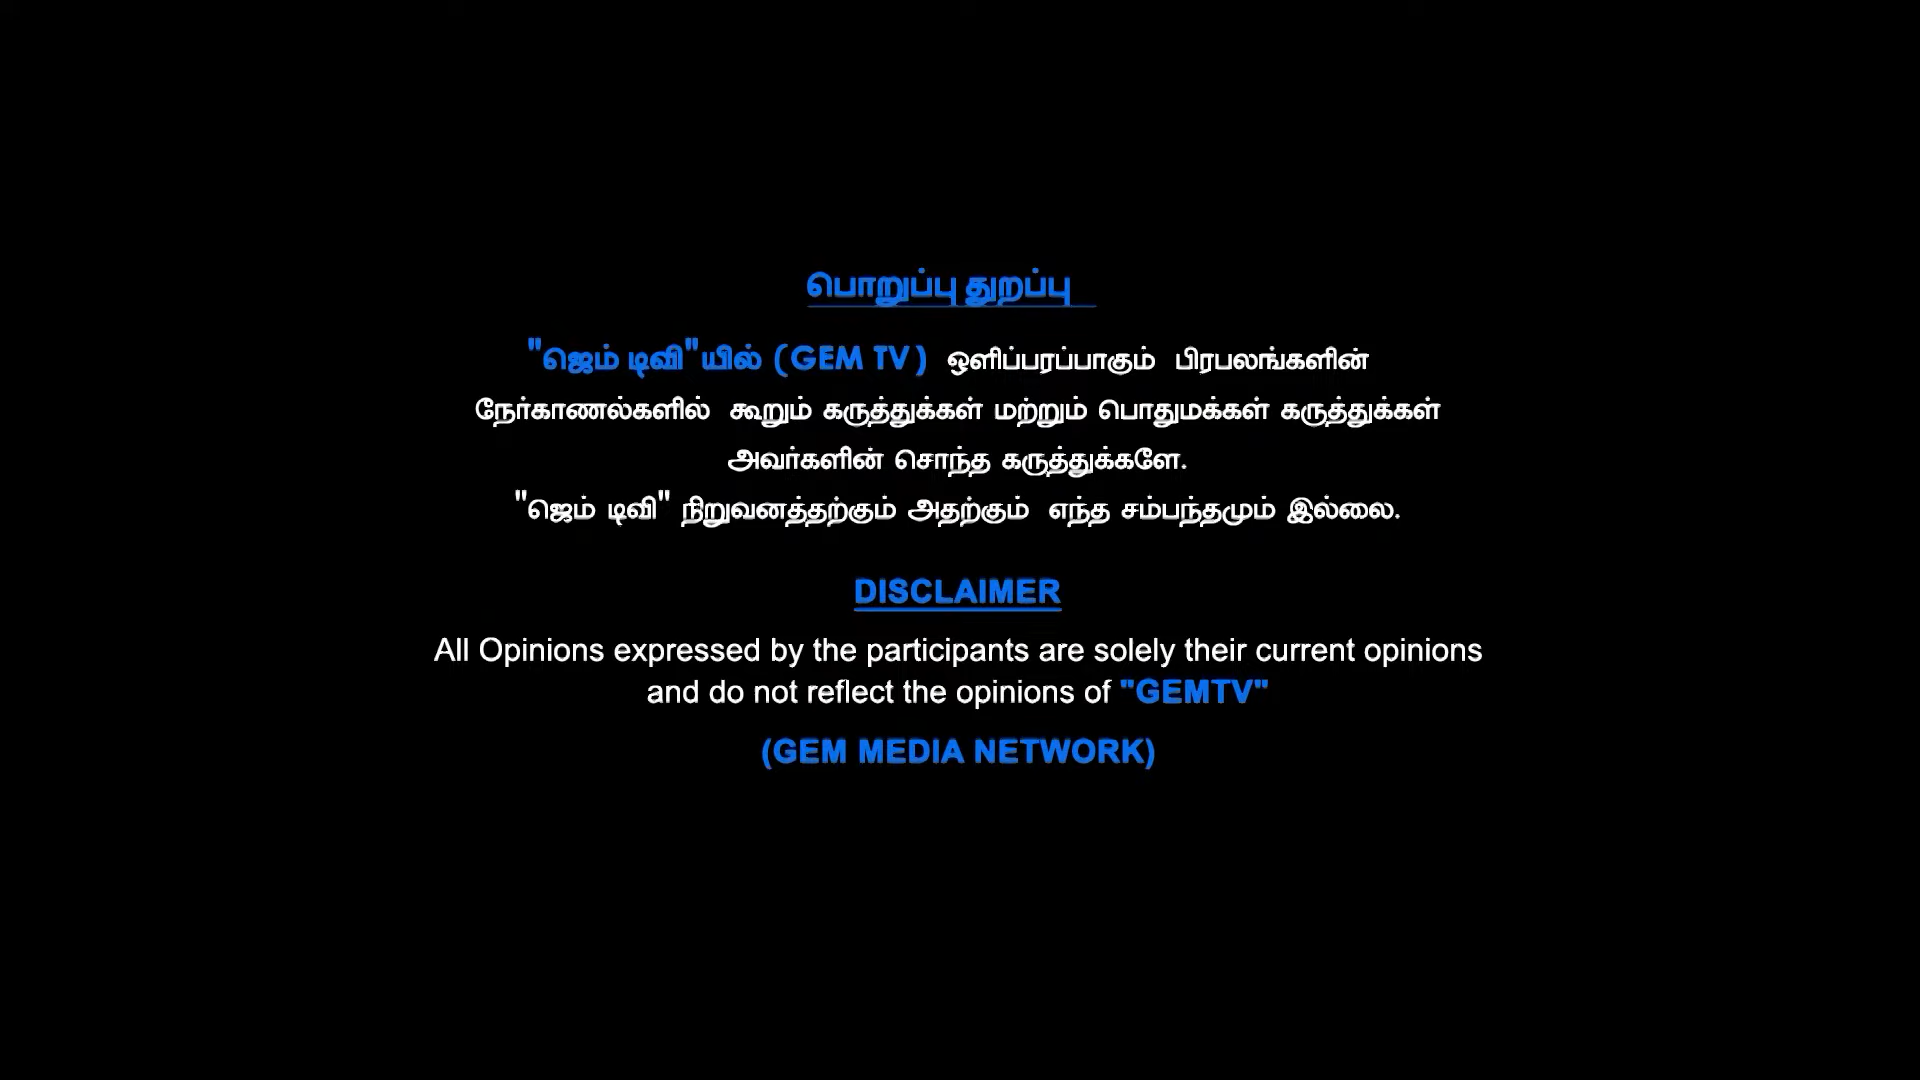 பொறுப்பு துறப்பு
"ஜெம் டிவி"யில் (GEM TV) ஒளிப்பரப்பாகும் பிரபலங்களின்
நேர்காணல்களில் கூறும் கருத்துக்கள் மற்றும் பொதுமக்கள் கருத்துக்கள்
அவர்களின் சொந்த கருத்துக்களே.
"ஜெம் டிவி" நிறுவனத்தற்கும் அதற்கும் எந்த சம்பந்தமும் இல்லை.
DISCLAIMER
All Opinions expressed by the participants are solely their current opinions
and do not reflect the opinions of "GEMTV"
(GEM MEDIA NETWORK)